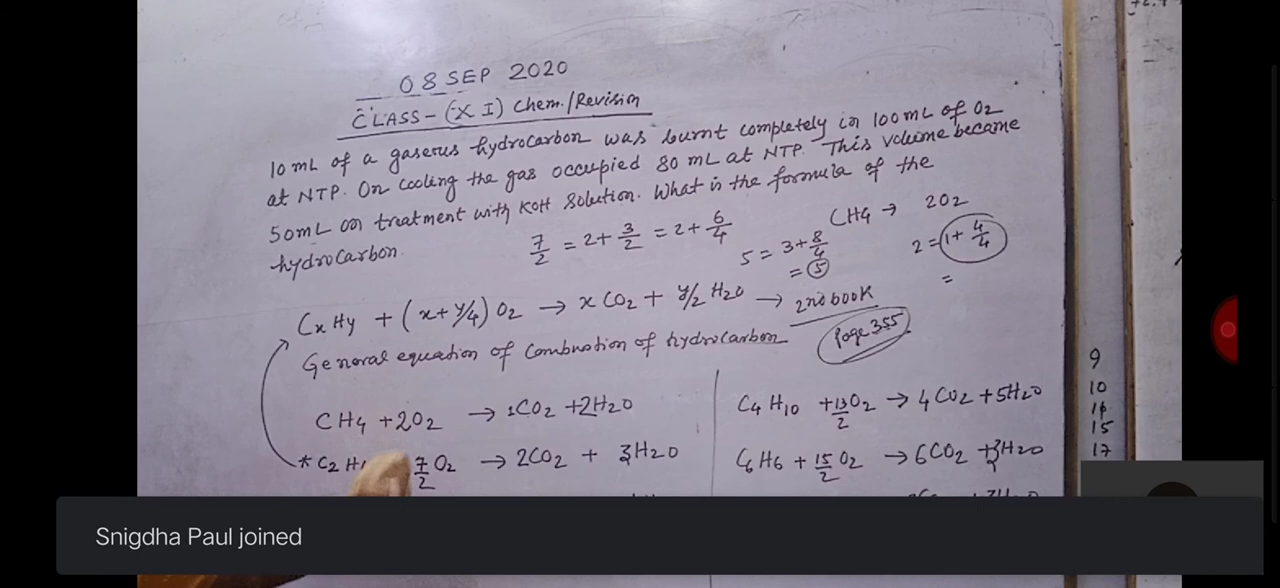 08 SEP 2020
CLASS - (XI) Chem./Revision
10 mL of a gaseous hydrocarbon was burnt completely in 100 mL of O2
at NTP. On Cooling the gas occupied 80 mL at NTP. This volume became
50 mL on treatment with KOH Solution. What is the formula of the
hydrocarbon.
7/2 = 2 + 3/2 = 2 + 6/4
5 = 3 + 8/4
= 5
CH4 → 2O2
2 = 1 + 4/4
=
CxHy + (x + y/4) O2 → x CO2 + y/2 H2O → 2nd book
Page 355
General equation of Combustion of hydrocarbon
CH4 + 2O2 → 1CO2 + 2H2O
* C2H 7/2 O2 → 2CO2 + 3H2O
C4H10 + 13/2 O2 → 4CO2 + 5H2O
C6H6 + 15/2 O2 → 6CO2 + 3H2O
9
10
15
17
Snigdha Paul joined